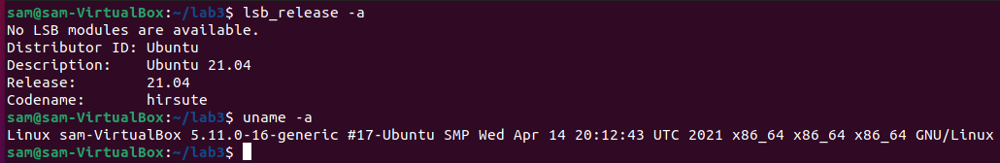 sam@sam-VirtualBox:~/lab3$ lsb_release -a
No LSB modules are available.
Distributor ID: Ubuntu
Description:    Ubuntu 21.04
Release:        21.04
Codename:       hirsute
sam@sam-VirtualBox:~/lab3$ uname -a
Linux sam-VirtualBox 5.11.0-16-generic #17-Ubuntu SMP Wed Apr 14 20:12:43 UTC 2021 x86_64 x86_64 x86_64 GNU/Linux
sam@sam-VirtualBox:~/lab3$